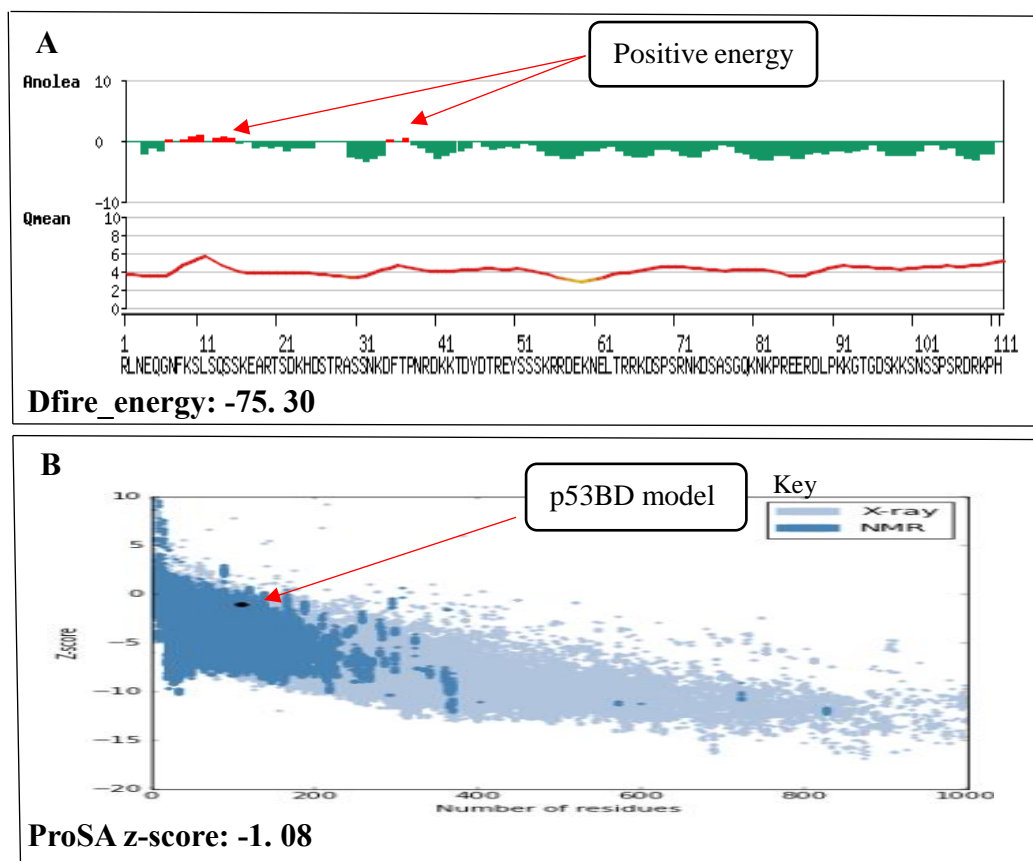 A
Positive energy
Anolea
10
0
-10
Qmean
10
8
6
4
2
0
1 11 21 31 41 51 61 71 81 91 101 111
RLNEQGNFKSLSQSSKEARTSDKHDSTRASSNKDFTPNRDKKTDYDTREYSSSKRRDEKNELTRRKDSPSRNKDSASGQKNKPREERDLPKKGTGDSKKSNSSPSRDRKPH
Dfire_energy: -75. 30
B
p53BD model
Key
X-ray
NMR
10
5
0
−5
−10
−15
−20
Z-score
0 200 400 600 800 1000
Number of residues
ProSA z-score: -1. 08